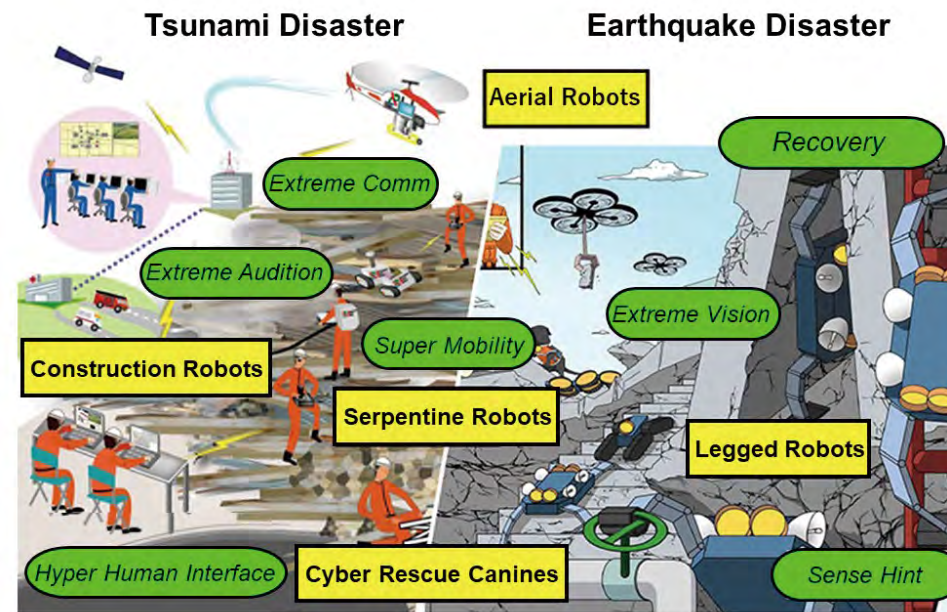 Tsunami Disaster
Earthquake Disaster
Aerial Robots
Recovery
Extreme Comm
Extreme Audition
Extreme Vision
Super Mobility
Construction Robots
Serpentine Robots
Legged Robots
Hyper Human Interface
Cyber Rescue Canines
Sense Hint